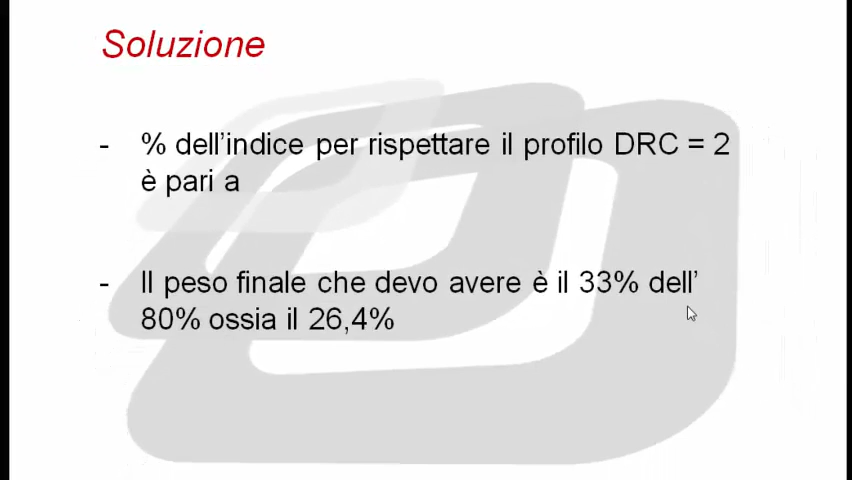 Soluzione
- % dell’indice per rispettare il profilo DRC = 2
è pari a
- Il peso finale che devo avere è il 33% dell’
80% ossia il 26,4%